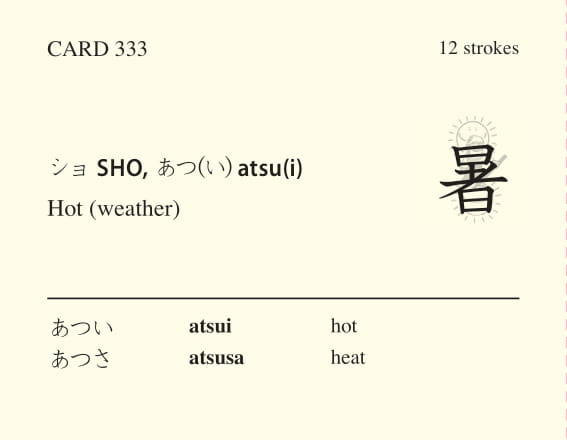 CARD 333 12 strokes
ショ SHO, あつ(い) atsu(i)
暑
Hot (weather)
あつい atsui hot
あつさ atsusa heat